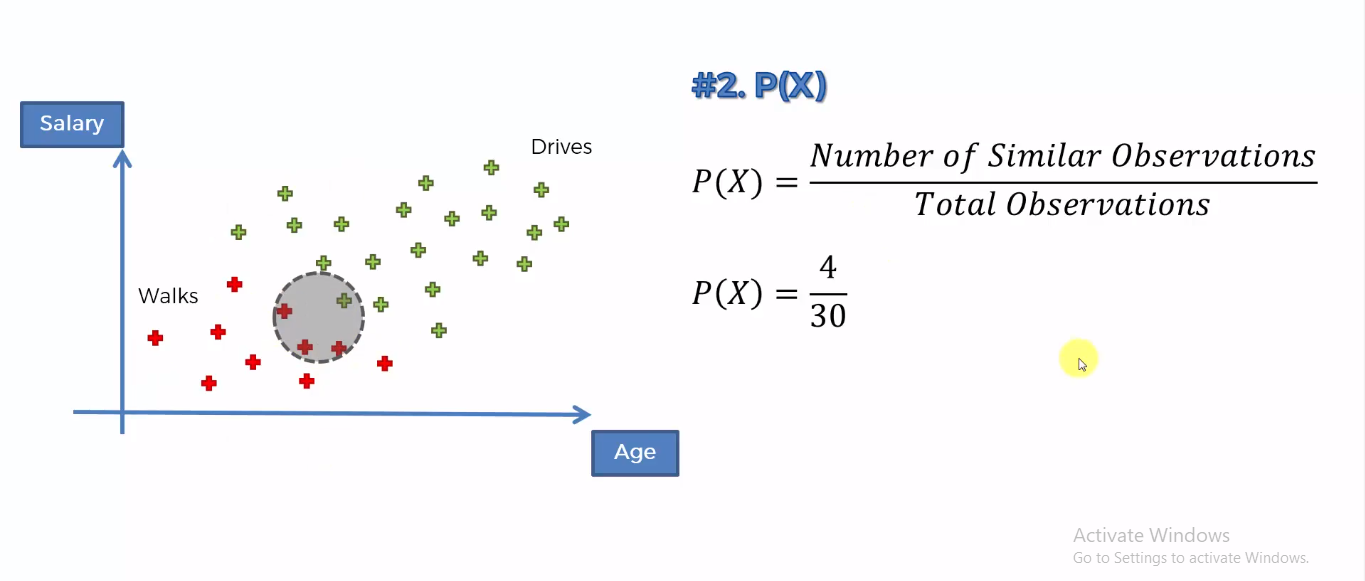 #2. P(X)
Salary
Drives
Walks
Age
P(X) = Number of Similar Observations / Total Observations
P(X) = 4 / 30
Activate Windows
Go to Settings to activate Windows.